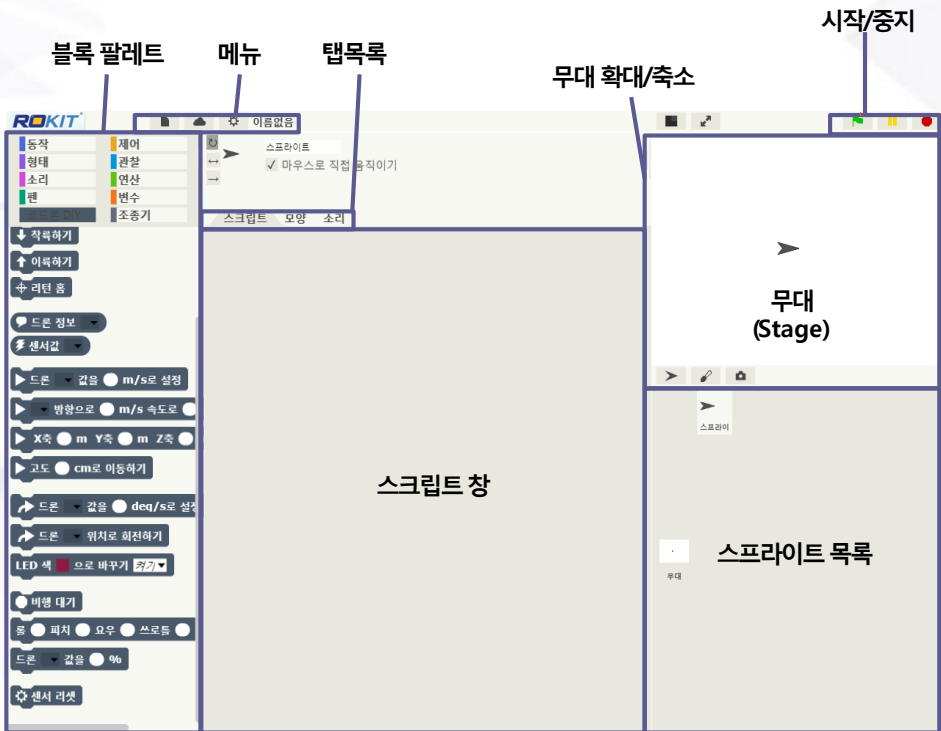 시작/중지
블록 팔레트
메뉴
탭목록
무대 확대/축소
ROKIT
이름없음
동작
제어
형태
관찰
소리
연산
펜
변수
조종기
스프라이트
✓ 마우스로 직접 움직이기
스크립트
모양
소리
착륙하기
이륙하기
리턴 홈
드론 정보
센서값
드론 값을 m/s로 설정
방향으로 m/s 속도로
X축 m Y축 m Z축
고도 cm로 이동하기
드론 값을 deg/s로 설정
드론 위치로 회전하기
LED 색 으로 바꾸기 켜기
비행 대기
롤 피치 요우 쓰로틀
드론 값을 %
센서 리셋
스크립트 창
무대
(Stage)
스프라이
스프라이트 목록
무대